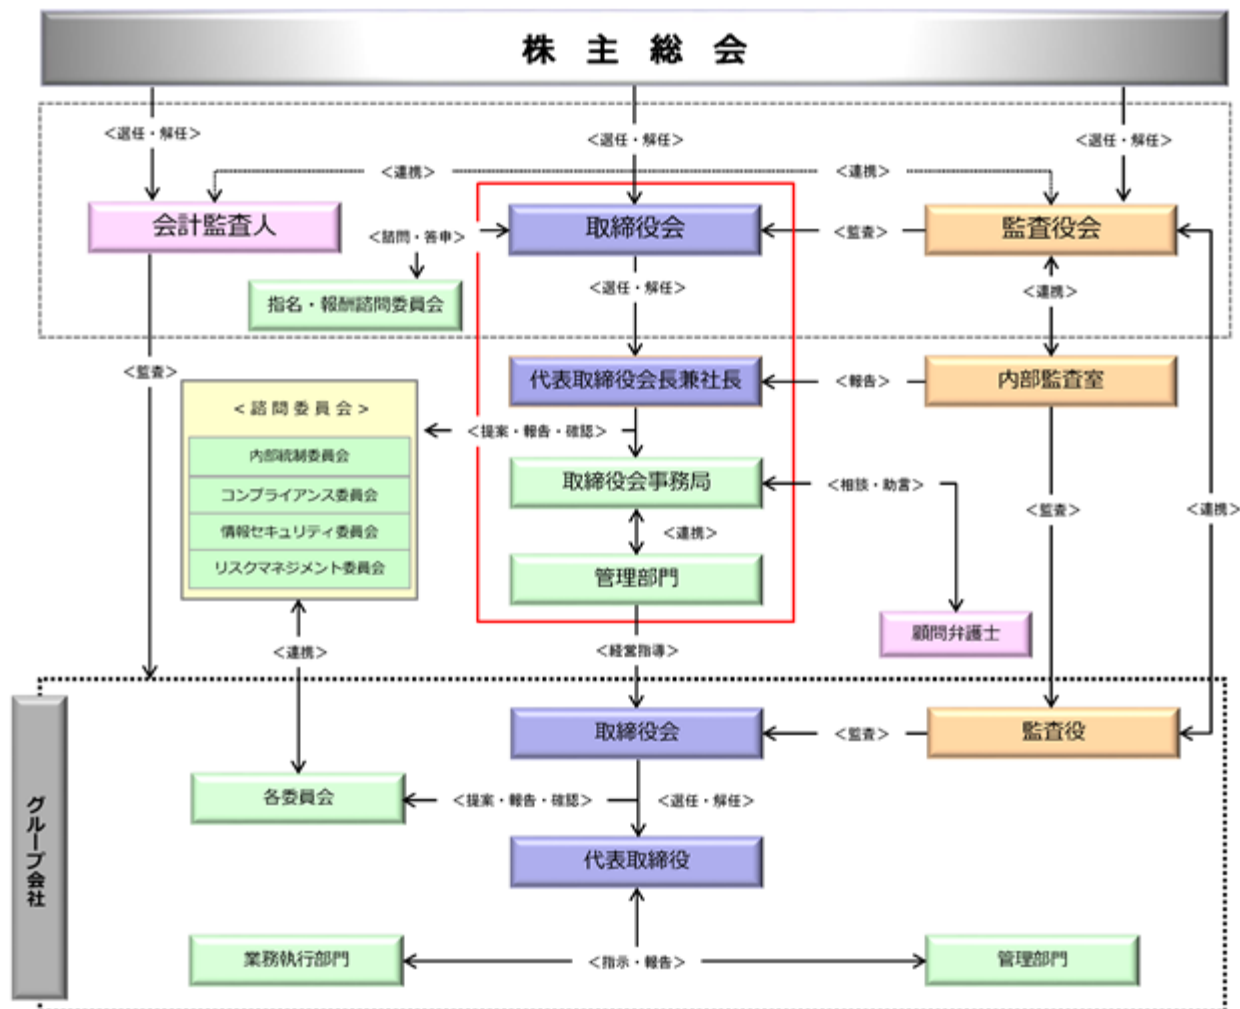 株主総会
<選任・解任>
<選任・解任>
<選任・解任>
<連携>
<連携>
会計監査人
取締役会
監査役会
<諮問・答申>
<監査>
指名・報酬諮問委員会
<選任・解任>
<連携>
<監査>
代表取締役会長兼社長
<報告>
内部監査室
<諮問委員会>
<提案・報告・確認>
内部統制委員会
コンプライアンス委員会
情報セキュリティ委員会
リスクマネジメント委員会
取締役会事務局
<相談・助言>
<監査>
<連携>
<連携>
管理部門
顧問弁護士
<連携>
<経営指導>
グループ会社
取締役会
<監査>
監査役
各委員会
<提案・報告・確認>
<選任・解任>
代表取締役
業務執行部門
<指示・報告>
管理部門